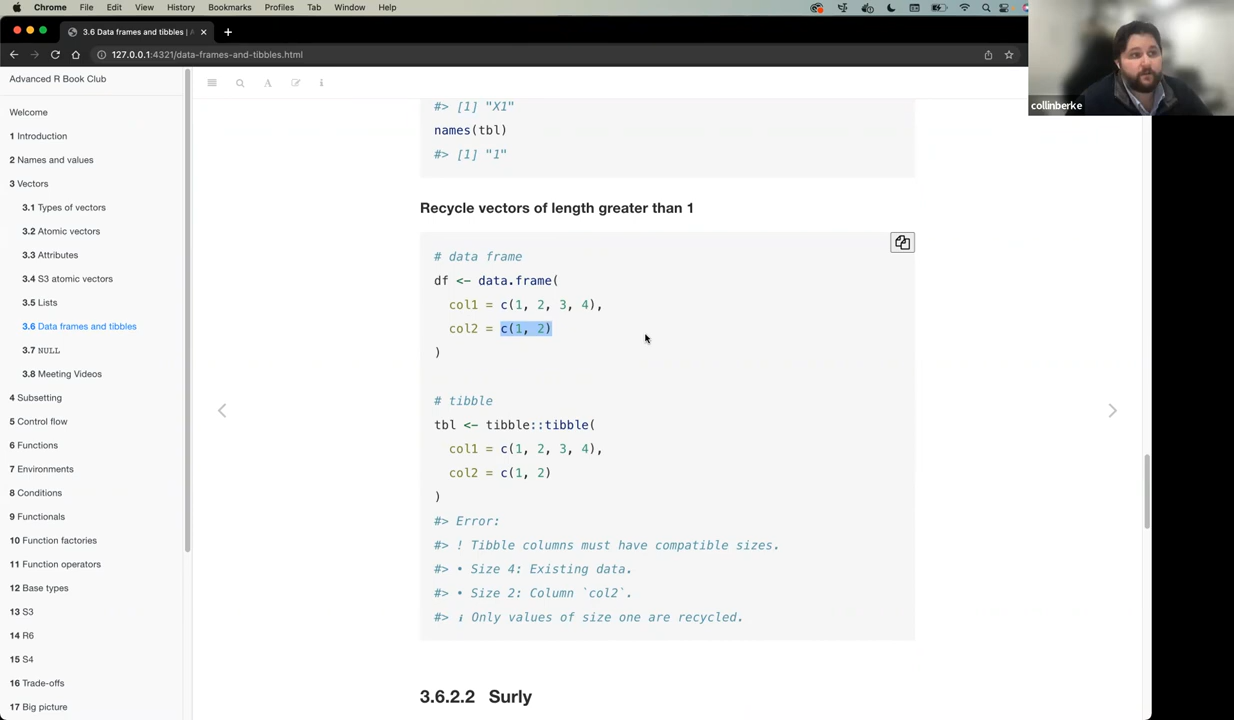 Chrome File Edit View History Bookmarks Profiles Tab Window Help
3.6 Data frames and tibbles | A
127.0.0.1:4321/data-frames-and-tibbles.html
collinberke
Advanced R Book Club
Welcome
1 Introduction
2 Names and values
3 Vectors
3.1 Types of vectors
3.2 Atomic vectors
3.3 Attributes
3.4 S3 atomic vectors
3.5 Lists
3.6 Data frames and tibbles
3.7 NULL
3.8 Meeting Videos
4 Subsetting
5 Control flow
6 Functions
7 Environments
8 Conditions
9 Functionals
10 Function factories
11 Function operators
12 Base types
13 S3
14 R6
15 S4
16 Trade-offs
17 Big picture
#> [1] "X1"
names(tbl)
#> [1] "1"
Recycle vectors of length greater than 1
# data frame
df <- data.frame(
col1 = c(1, 2, 3, 4),
col2 = c(1, 2)
)
# tibble
tbl <- tibble::tibble(
col1 = c(1, 2, 3, 4),
col2 = c(1, 2)
)
#> Error:
#> ! Tibble columns must have compatible sizes.
#> • Size 4: Existing data.
#> • Size 2: Column `col2`.
#> ℹ Only values of size one are recycled.
3.6.2.2 Surly